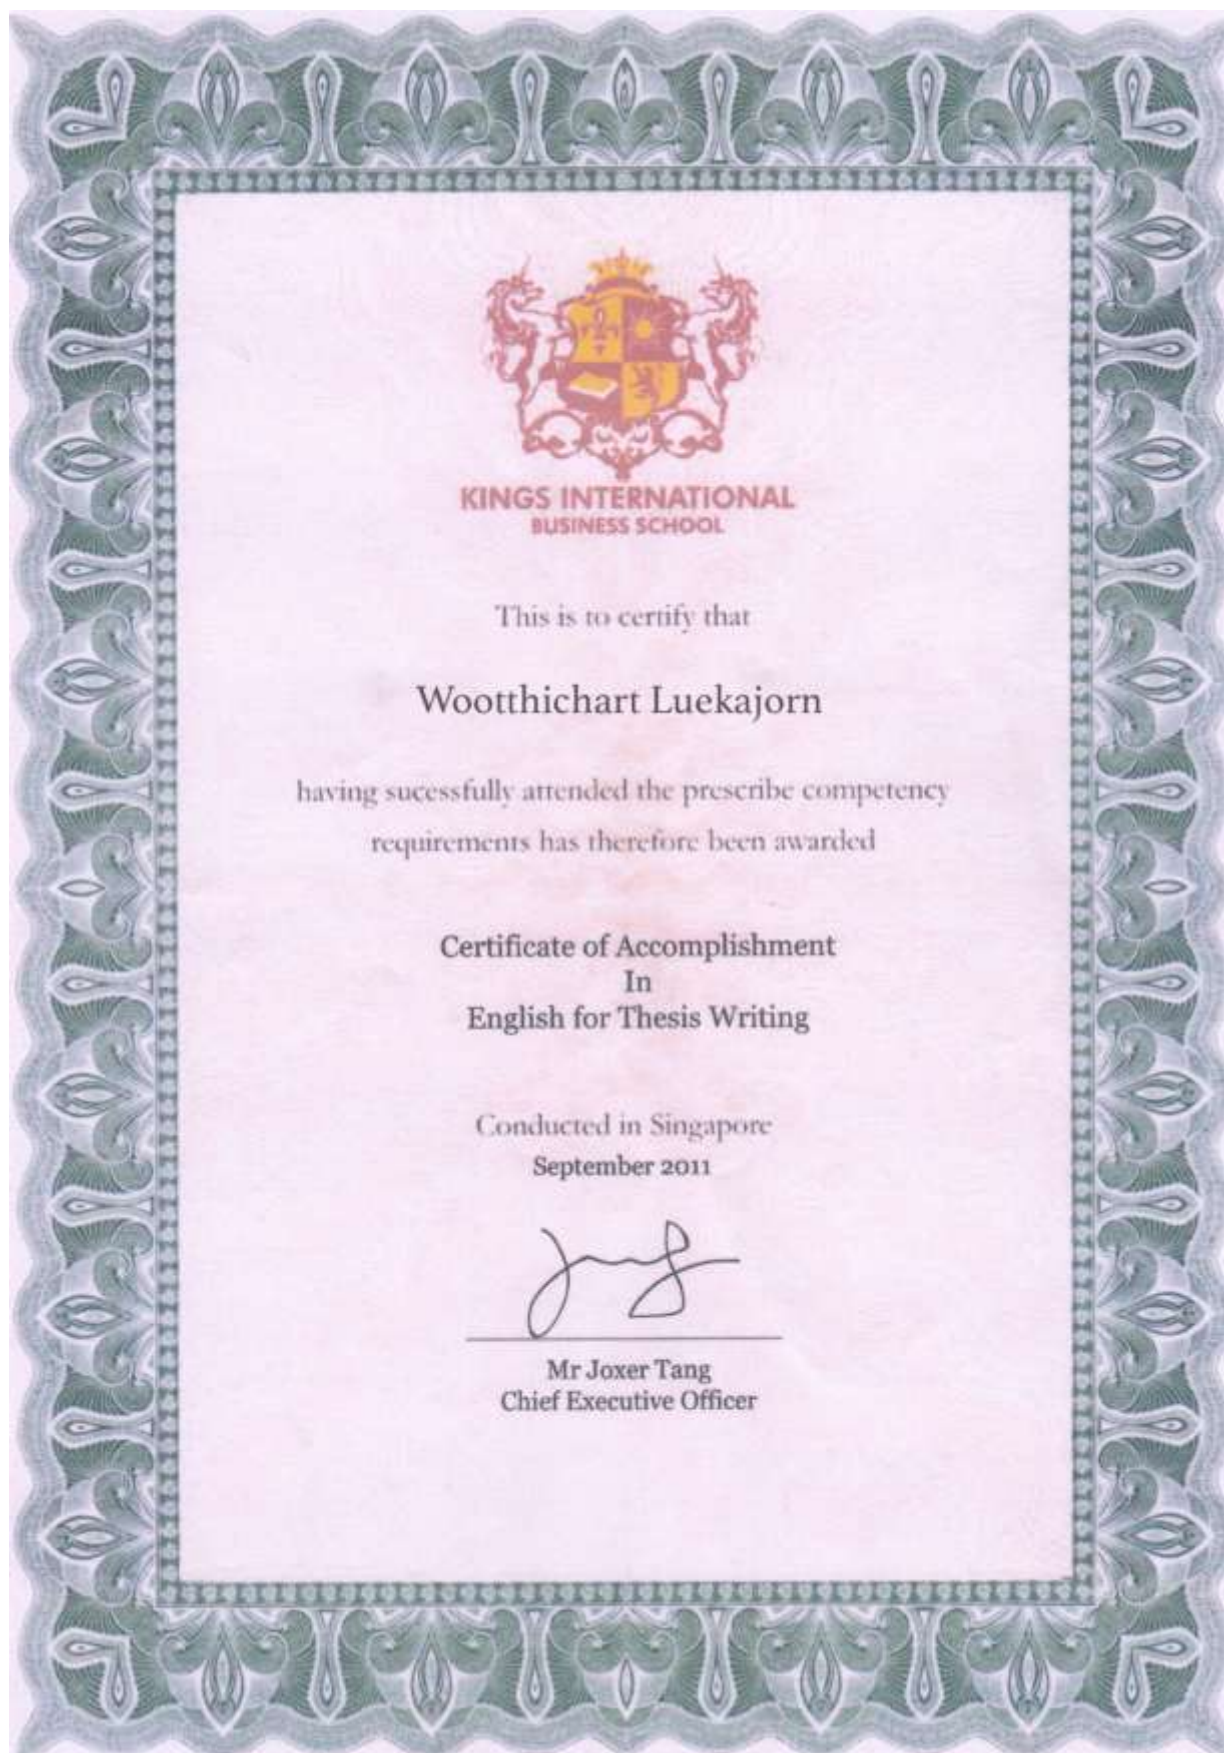 KINGS INTERNATIONAL
BUSINESS SCHOOL
This is to certify that
Wootthichart Luekajorn
having sucessfully attended the prescribe competency
requirements has therefore been awarded
Certificate of Accomplishment
In
English for Thesis Writing
Conducted in Singapore
September 2011
Mr Joxer Tang
Chief Executive Officer